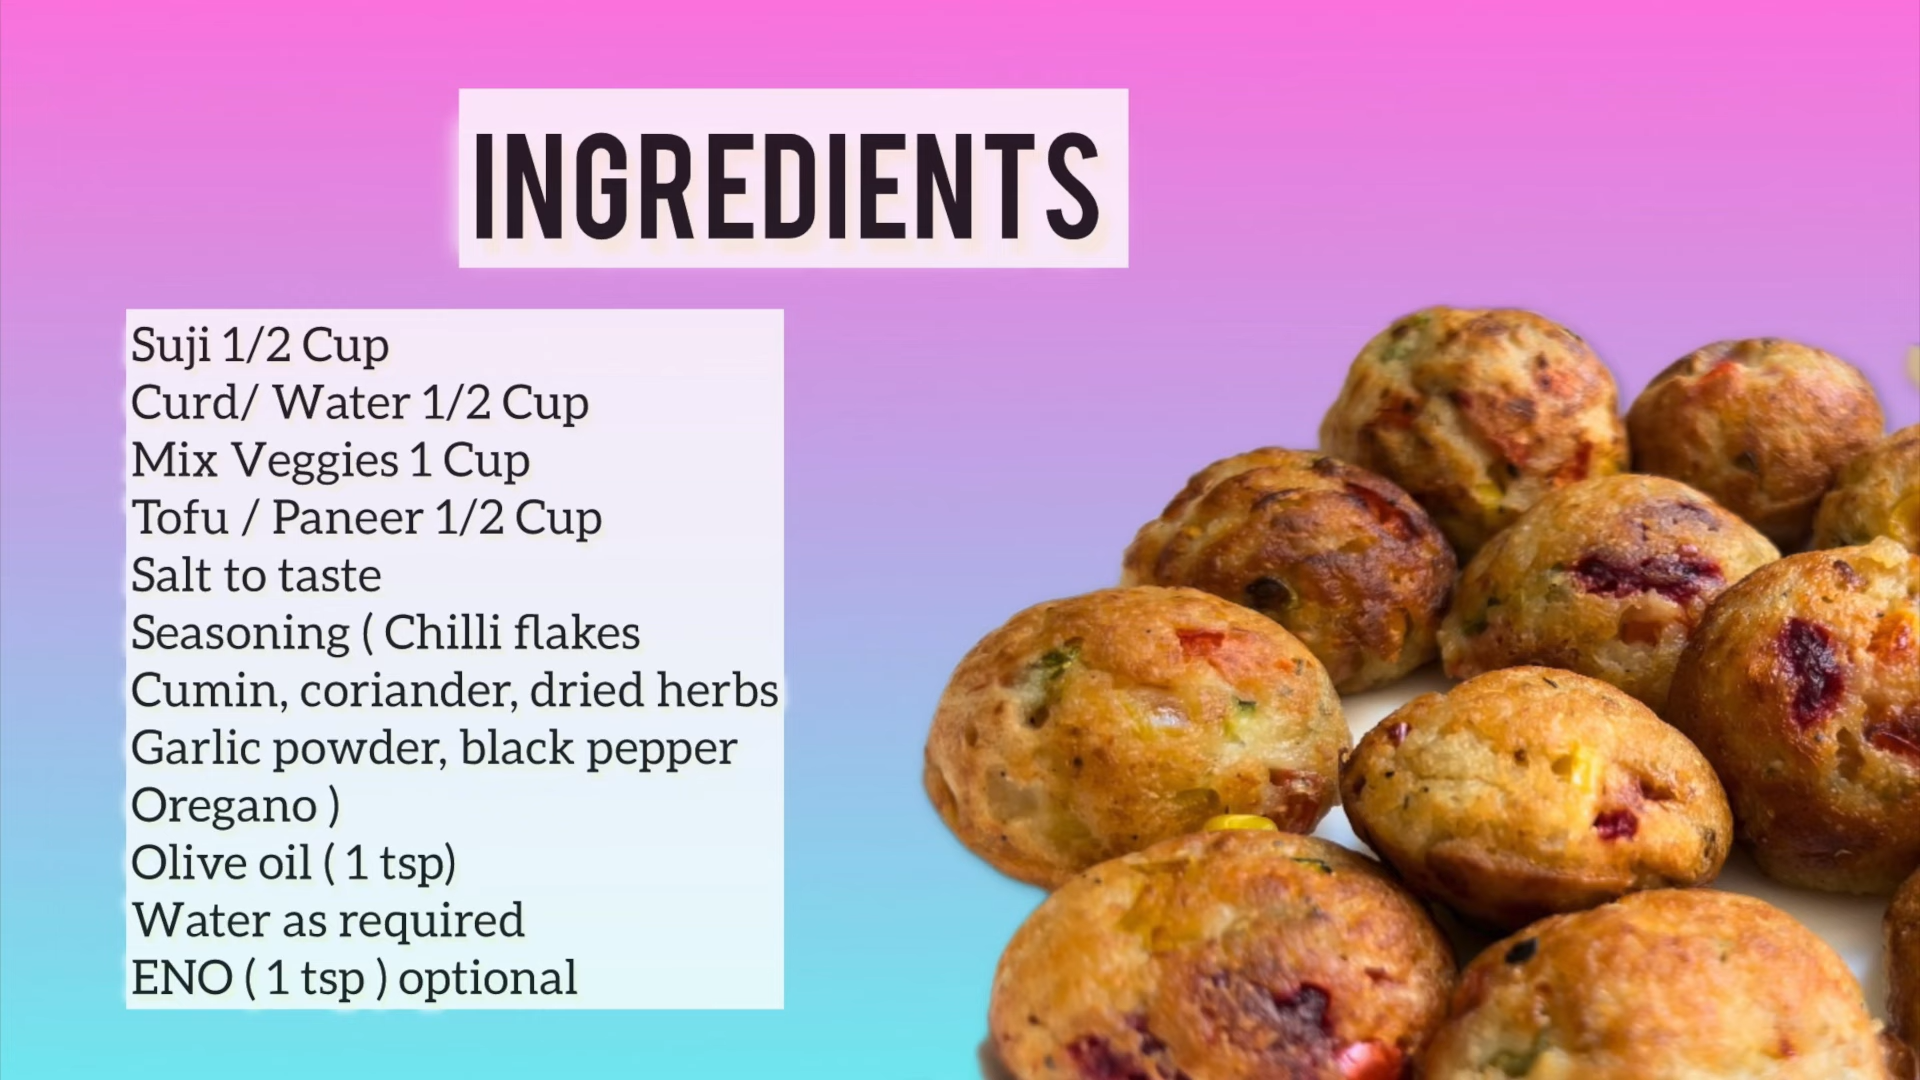 INGREDIENTS
Suji 1/2 Cup
Curd/ Water 1/2 Cup
Mix Veggies 1 Cup
Tofu / Paneer 1/2 Cup
Salt to taste
Seasoning ( Chilli flakes
Cumin, coriander, dried herbs
Garlic powder, black pepper
Oregano )
Olive oil ( 1 tsp)
Water as required
ENO ( 1 tsp ) optional